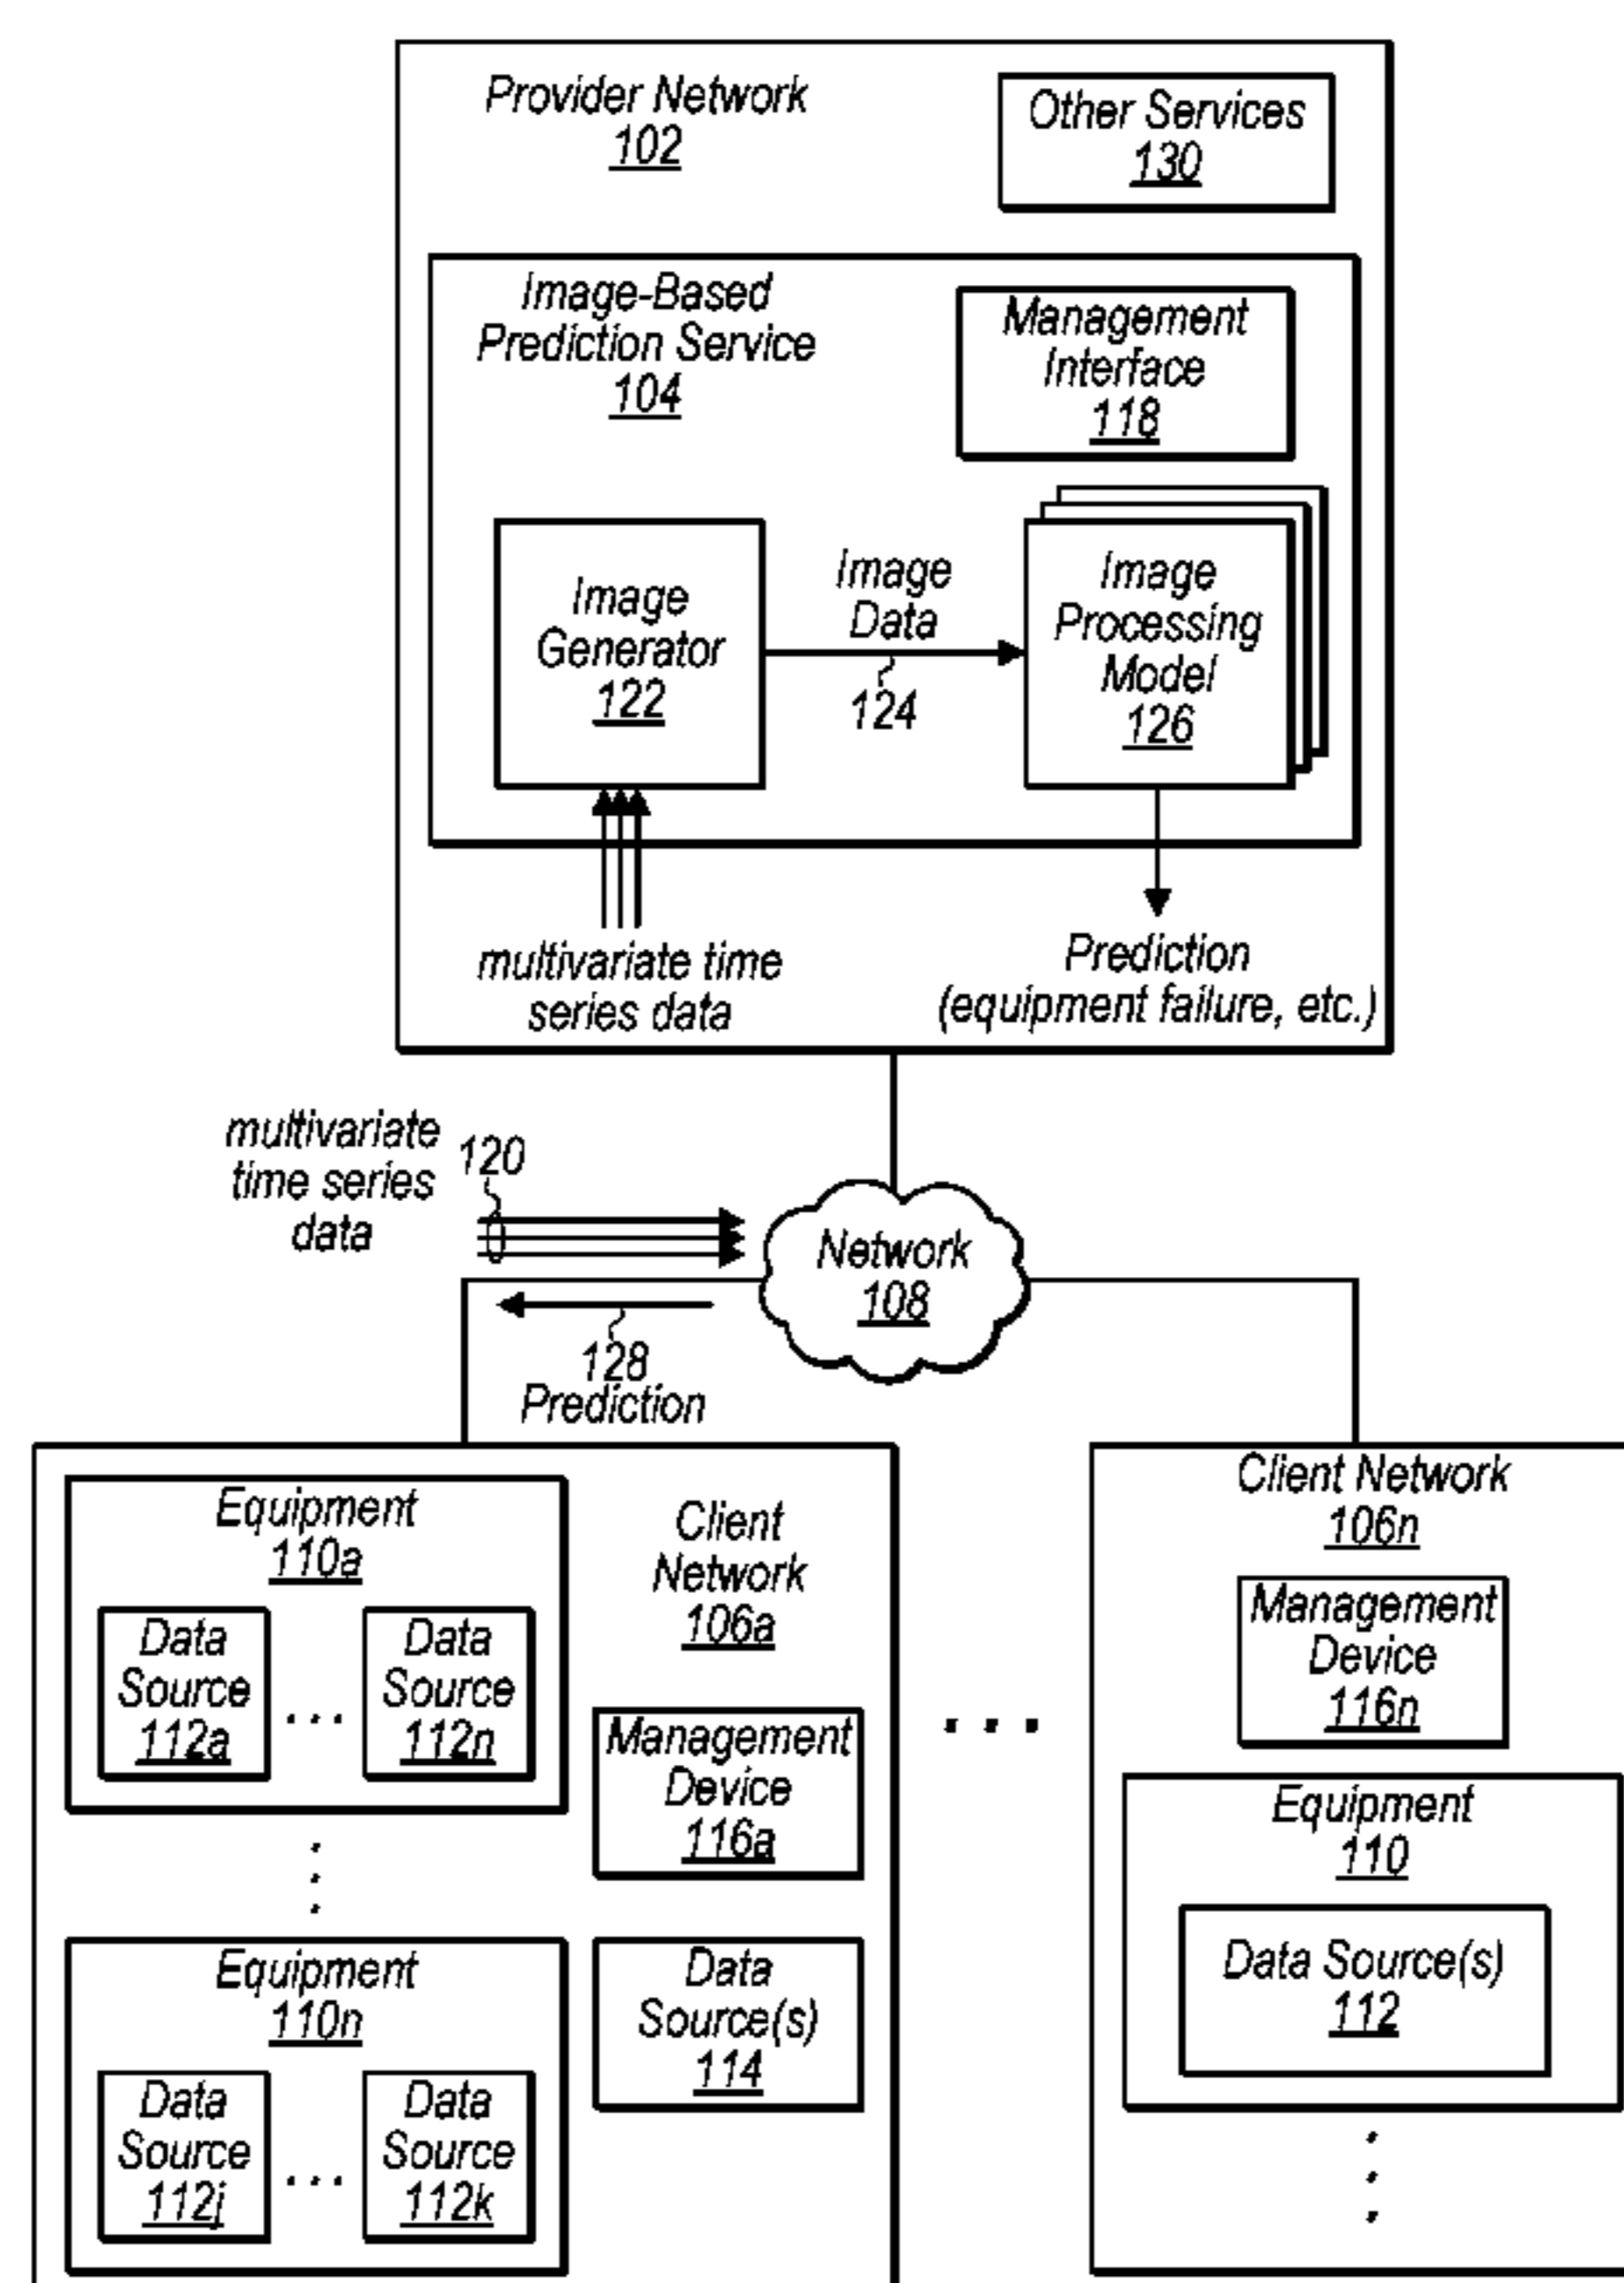 Provider Network
102
Other Services
130
Image-Based
Prediction Service
104
Management
Interface
118
Image
Generator
122
Image
Data
124
Image
Processing
Model
126
multivariate time
series data
Prediction
(equipment failure, etc.)
multivariate
time series
data
120
Network
108
128
Prediction
Equipment
110a
Data
Source
112a
...
Data
Source
112n
Client
Network
106a
Management
Device
116a
Equipment
110n
Data
Source
112j
...
Data
Source
112k
Data
Source(s)
114
...
Client Network
106n
Management
Device
116n
Equipment
110
Data Source(s)
112